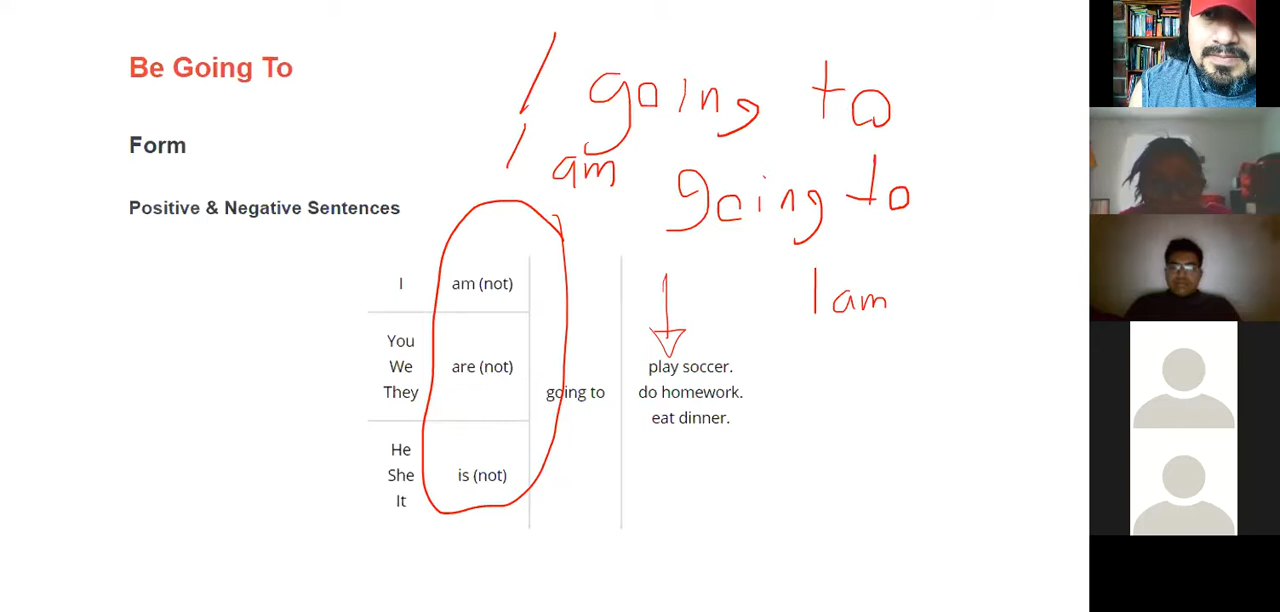 Be Going To
I going to
Form
I am going to
Positive & Negative Sentences
I am (not)
I am
You
We are (not) play soccer.
They going to do homework.
eat dinner.
He
She is (not)
It